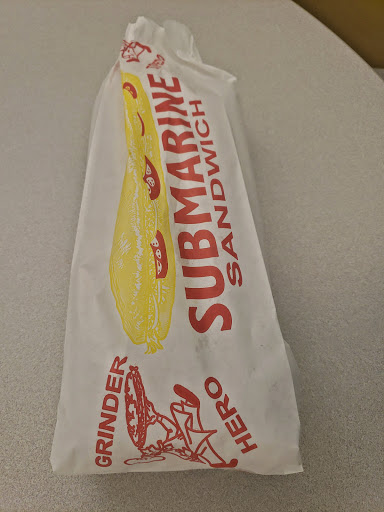 SUBMARINE
SANDWICH
GRINDER
HERO